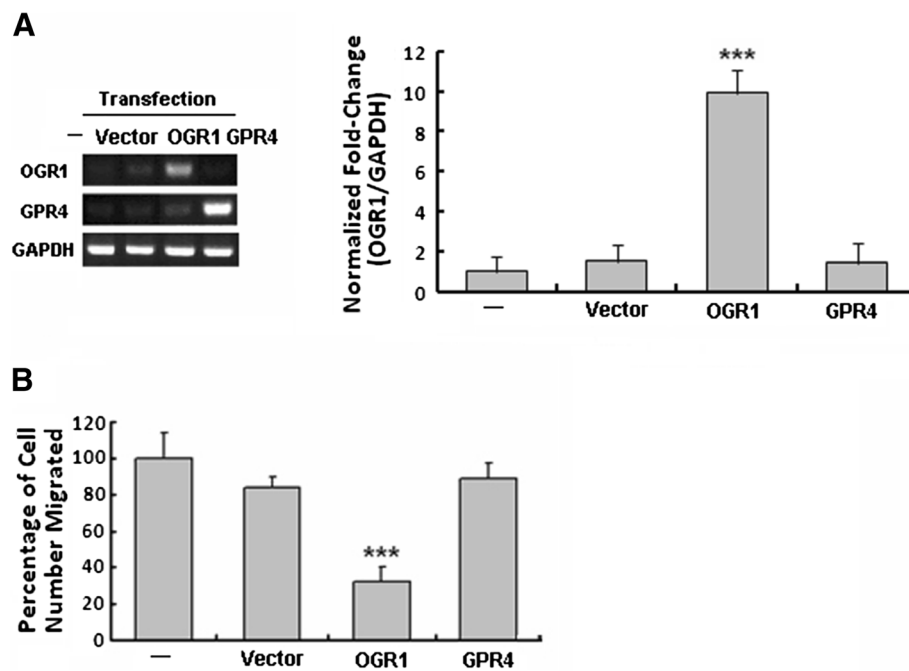 A
Transfection
— Vector OGR1 GPR4
OGR1
GPR4
GAPDH
Normalized Fold-Change
(OGR1/GAPDH)
12
10
8
6
4
2
0
***
— Vector OGR1 GPR4
B
Percentage of Cell
Number Migrated
120
100
80
60
40
20
0
***
— Vector OGR1 GPR4